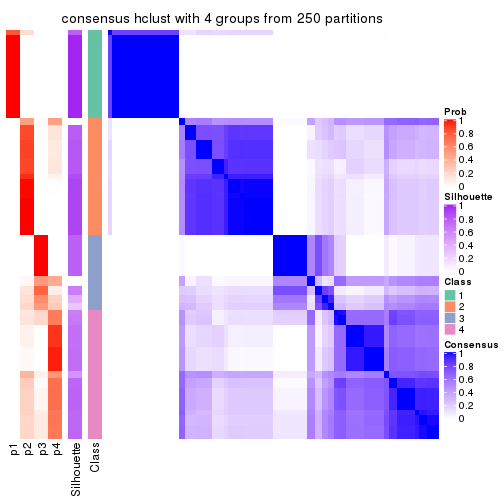 consensus hclust with 4 groups from 250 partitions
Prob
1
0.8
0.6
0.4
0.2
0
Silhouette
1
0.8
0.6
0.4
0.2
0
Class
1
2
3
4
Consensus
1
0.8
0.6
0.4
0.2
0
p1
p2
p3
p4
Silhouette
Class